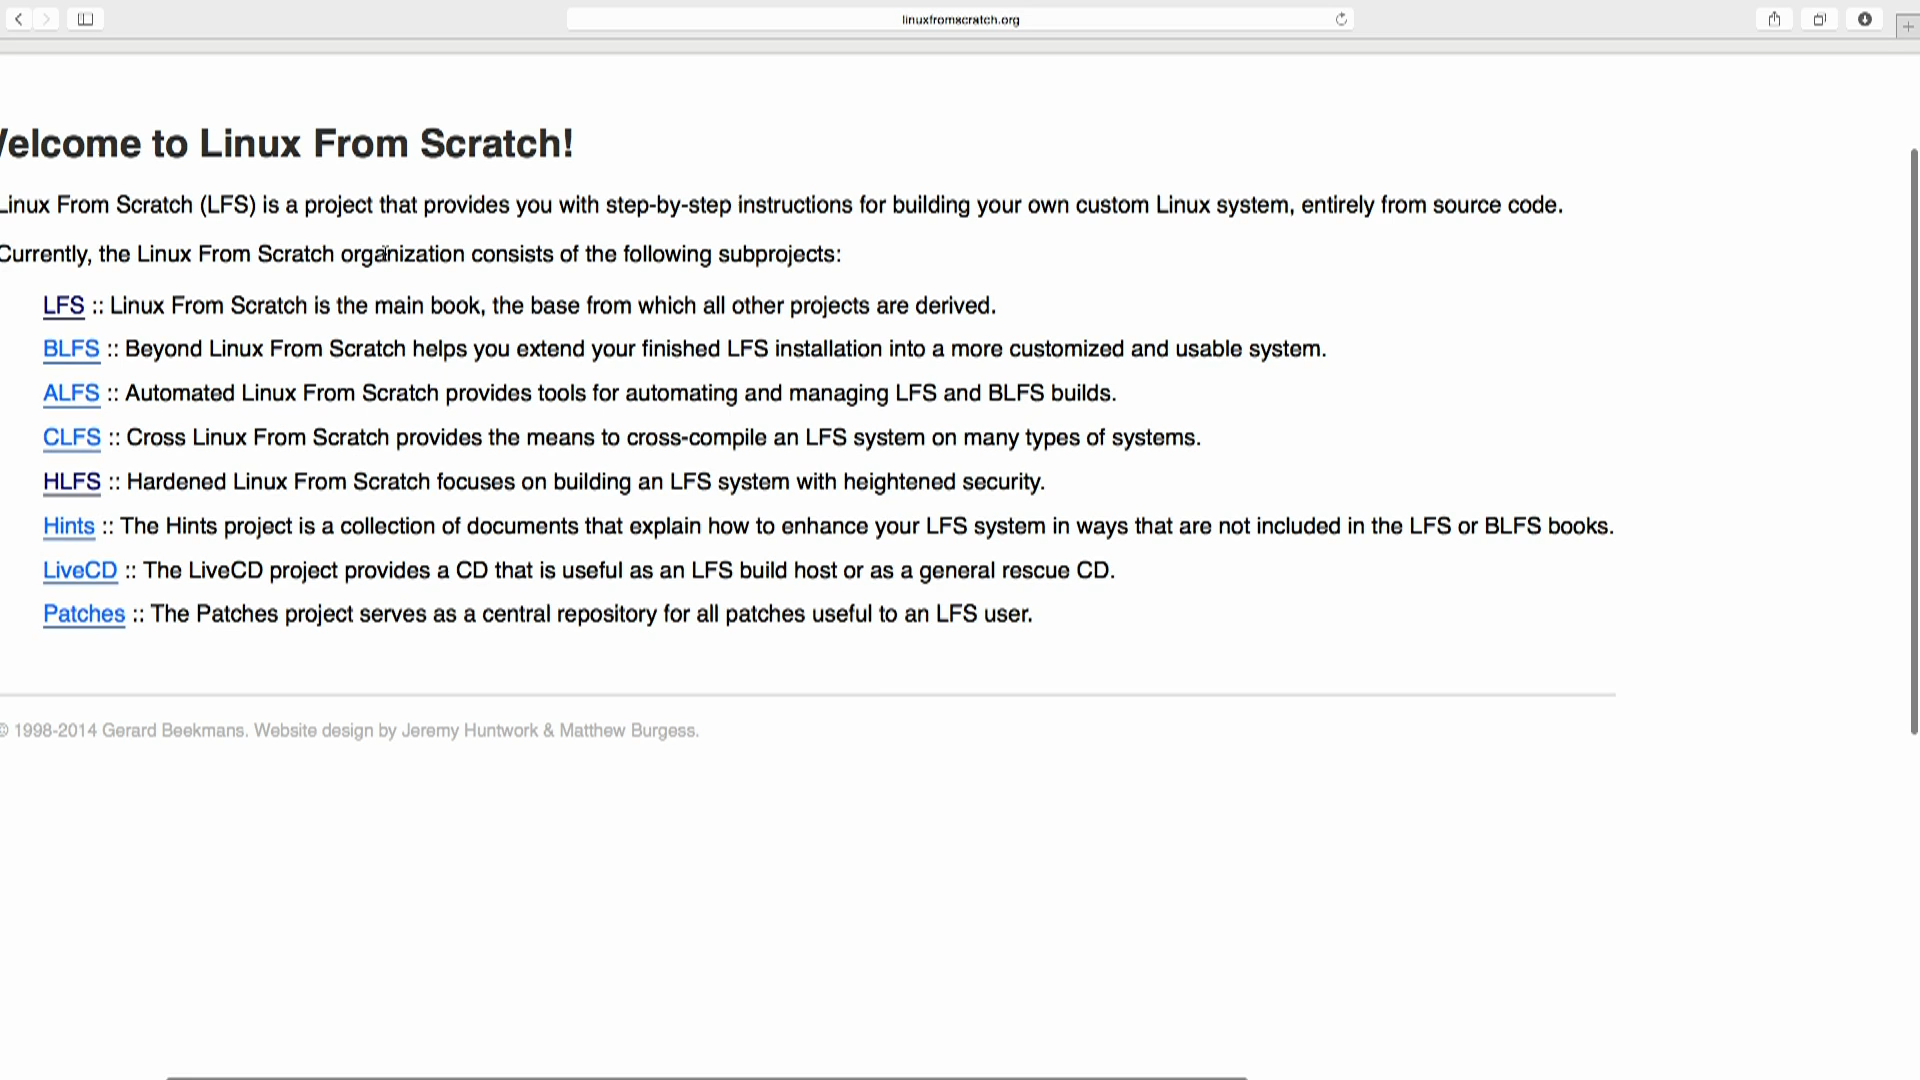 linuxfromscratch.org
elcome to Linux From Scratch!
Linux From Scratch (LFS) is a project that provides you with step-by-step instructions for building your own custom Linux system, entirely from source code.
Currently, the Linux From Scratch organization consists of the following subprojects:
LFS :: Linux From Scratch is the main book, the base from which all other projects are derived.
BLFS :: Beyond Linux From Scratch helps you extend your finished LFS installation into a more customized and usable system.
ALFS :: Automated Linux From Scratch provides tools for automating and managing LFS and BLFS builds.
CLFS :: Cross Linux From Scratch provides the means to cross-compile an LFS system on many types of systems.
HLFS :: Hardened Linux From Scratch focuses on building an LFS system with heightened security.
Hints :: The Hints project is a collection of documents that explain how to enhance your LFS system in ways that are not included in the LFS or BLFS books.
LiveCD :: The LiveCD project provides a CD that is useful as an LFS build host or as a general rescue CD.
Patches :: The Patches project serves as a central repository for all patches useful to an LFS user.
© 1998-2014 Gerard Beekmans. Website design by Jeremy Huntwork & Matthew Burgess.